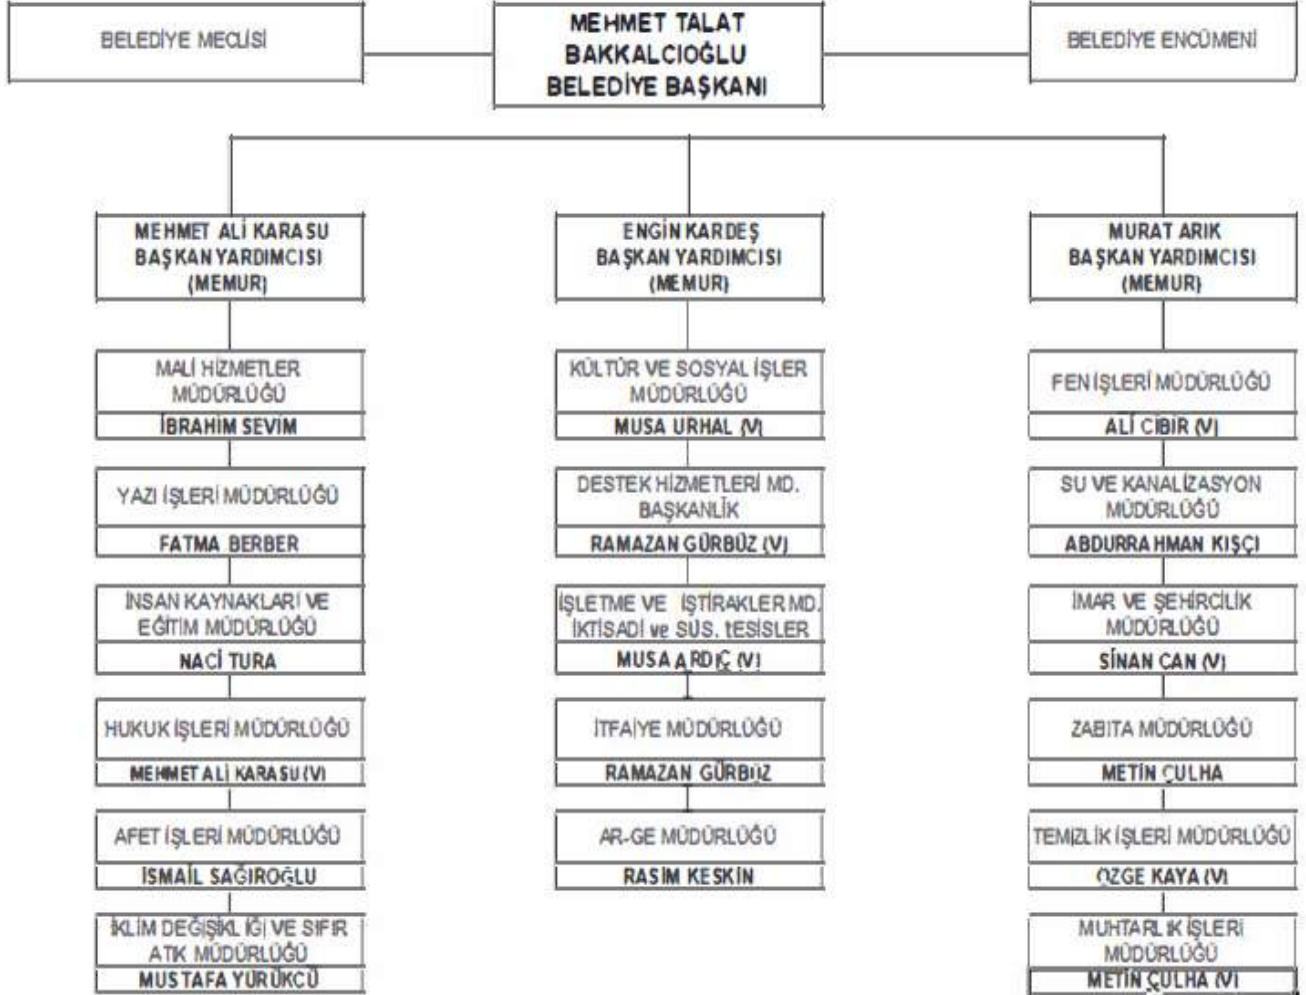 BELEDİYE MECLİSİ
MEHMET TALAT
BAKKALCIOĞLU
BELEDİYE BAŞKANI
BELEDİYE ENCÜMENİ
MEHMET ALİ KARASU
BAŞKAN YARDIMCISI
(MEMUR)
MALİ HİZMETLER
MÜDÜRLÜĞÜ
İBRAHİM SEVİM
YAZI İŞLERİ MÜDÜRLÜĞÜ
FATMA BERBER
İNSAN KAYNAKLARI VE
EĞİTİM MÜDÜRLÜĞÜ
NACİ TURA
HUKUK İŞLERİ MÜDÜRLÜĞÜ
MEHMET ALİ KARASU (V)
AFET İŞLERİ MÜDÜRLÜĞÜ
İSMAİL SAĞIROĞLU
İKLİM DEĞİŞİKLİĞİ VE SIFIR
ATIK MÜDÜRLÜĞÜ
MUSTAFA YÜRÜKCÜ
ENGİN KARDEŞ
BAŞKAN YARDIMCISI
(MEMUR)
KÜLTÜR VE SOSYAL İŞLER
MÜDÜRLÜĞÜ
MUSA URHAL (V)
DESTEK HİZMETLERİ MD.
BAŞKANLİK
RAMAZAN GÜRBÜZ (V)
İŞLETME VE İŞTİRAKLER MD.
İKTİSADİ ve SÜS. tESİSLER
MUSA ARDIÇ (V)
İTFAİYE MÜDÜRLÜĞÜ
RAMAZAN GÜRBÜZ
AR-GE MÜDÜRLÜĞÜ
RASİM KESKİN
MURAT ARIK
BAŞKAN YARDIMCISI
(MEMUR)
FEN İŞLERİ MÜDÜRLÜĞÜ
ALİ CİBİR (V)
SU VE KANALİZASYON
MÜDÜRLÜĞÜ
ABDURRAHMAN KIŞÇI
İMAR VE ŞEHİRCİLİK
MÜDÜRLÜĞÜ
SİNAN CAN (V)
ZABITA MÜDÜRLÜĞÜ
METİN ÇULHA
TEMİZLİK İŞLERİ MÜDÜRLÜĞÜ
ÖZGE KAYA (V)
MUHTARLIK İŞLERİ
MÜDÜRLÜĞÜ
METİN ÇULHA (V)